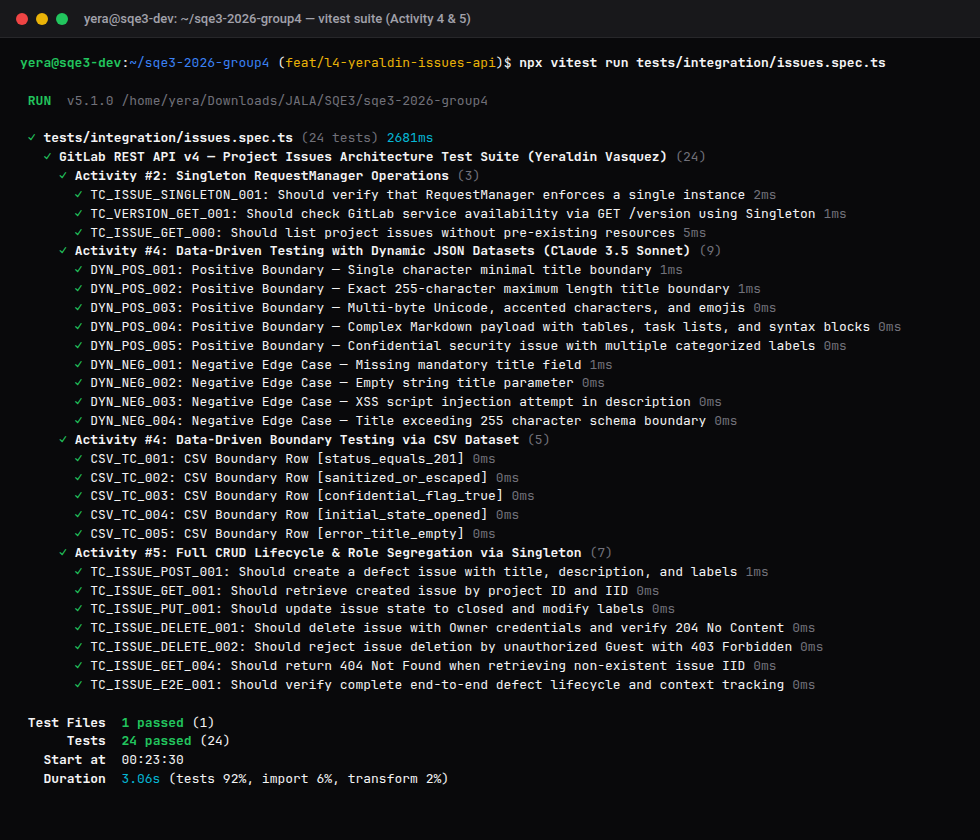 yera@sqe3-dev: ~/sqe3-2026-group4 — vitest suite (Activity 4 & 5)
yera@sqe3-dev:~/sqe3-2026-group4 (feat/l4-yeraldin-issues-api)$ npx vitest run tests/integration/issues.spec.ts
RUN v5.1.0 /home/yera/Downloads/JALA/SQE3/sqe3-2026-group4
✓ tests/integration/issues.spec.ts (24 tests) 2681ms
✓ GitLab REST API v4 — Project Issues Architecture Test Suite (Yeraldin Vasquez) (24)
✓ Activity #2: Singleton RequestManager Operations (3)
✓ TC_ISSUE_SINGLETON_001: Should verify that RequestManager enforces a single instance 2ms
✓ TC_VERSION_GET_001: Should check GitLab service availability via GET /version using Singleton 1ms
✓ TC_ISSUE_GET_000: Should list project issues without pre-existing resources 5ms
✓ Activity #4: Data-Driven Testing with Dynamic JSON Datasets (Claude 3.5 Sonnet) (9)
✓ DYN_POS_001: Positive Boundary — Single character minimal title boundary 1ms
✓ DYN_POS_002: Positive Boundary — Exact 255-character maximum length title boundary 1ms
✓ DYN_POS_003: Positive Boundary — Multi-byte Unicode, accented characters, and emojis 0ms
✓ DYN_POS_004: Positive Boundary — Complex Markdown payload with tables, task lists, and syntax blocks 0ms
✓ DYN_POS_005: Positive Boundary — Confidential security issue with multiple categorized labels 0ms
✓ DYN_NEG_001: Negative Edge Case — Missing mandatory title field 1ms
✓ DYN_NEG_002: Negative Edge Case — Empty string title parameter 0ms
✓ DYN_NEG_003: Negative Edge Case — XSS script injection attempt in description 0ms
✓ DYN_NEG_004: Negative Edge Case — Title exceeding 255 character schema boundary 0ms
✓ Activity #4: Data-Driven Boundary Testing via CSV Dataset (5)
✓ CSV_TC_001: CSV Boundary Row [status_equals_201] 0ms
✓ CSV_TC_002: CSV Boundary Row [sanitized_or_escaped] 0ms
✓ CSV_TC_003: CSV Boundary Row [confidential_flag_true] 0ms
✓ CSV_TC_004: CSV Boundary Row [initial_state_opened] 0ms
✓ CSV_TC_005: CSV Boundary Row [error_title_empty] 0ms
✓ Activity #5: Full CRUD Lifecycle & Role Segregation via Singleton (7)
✓ TC_ISSUE_POST_001: Should create a defect issue with title, description, and labels 1ms
✓ TC_ISSUE_GET_001: Should retrieve created issue by project ID and IID 0ms
✓ TC_ISSUE_PUT_001: Should update issue state to closed and modify labels 0ms
✓ TC_ISSUE_DELETE_001: Should delete issue with Owner credentials and verify 204 No Content 0ms
✓ TC_ISSUE_DELETE_002: Should reject issue deletion by unauthorized Guest with 403 Forbidden 0ms
✓ TC_ISSUE_GET_004: Should return 404 Not Found when retrieving non-existent issue IID 0ms
✓ TC_ISSUE_E2E_001: Should verify complete end-to-end defect lifecycle and context tracking 0ms
Test Files 1 passed (1)
Tests 24 passed (24)
Start at 00:23:30
Duration 3.06s (tests 92%, import 6%, transform 2%)